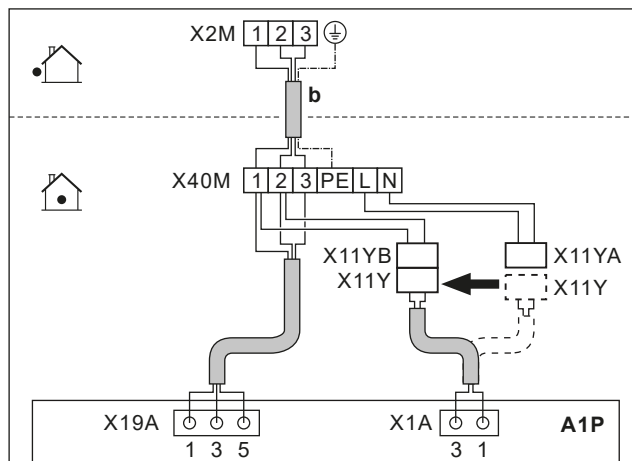 X2M 1 2 3
b
X40M 1 2 3 PE L N
X11YB X11YA
X11Y X11Y
X19A X1A A1P
1 3 5 3 1